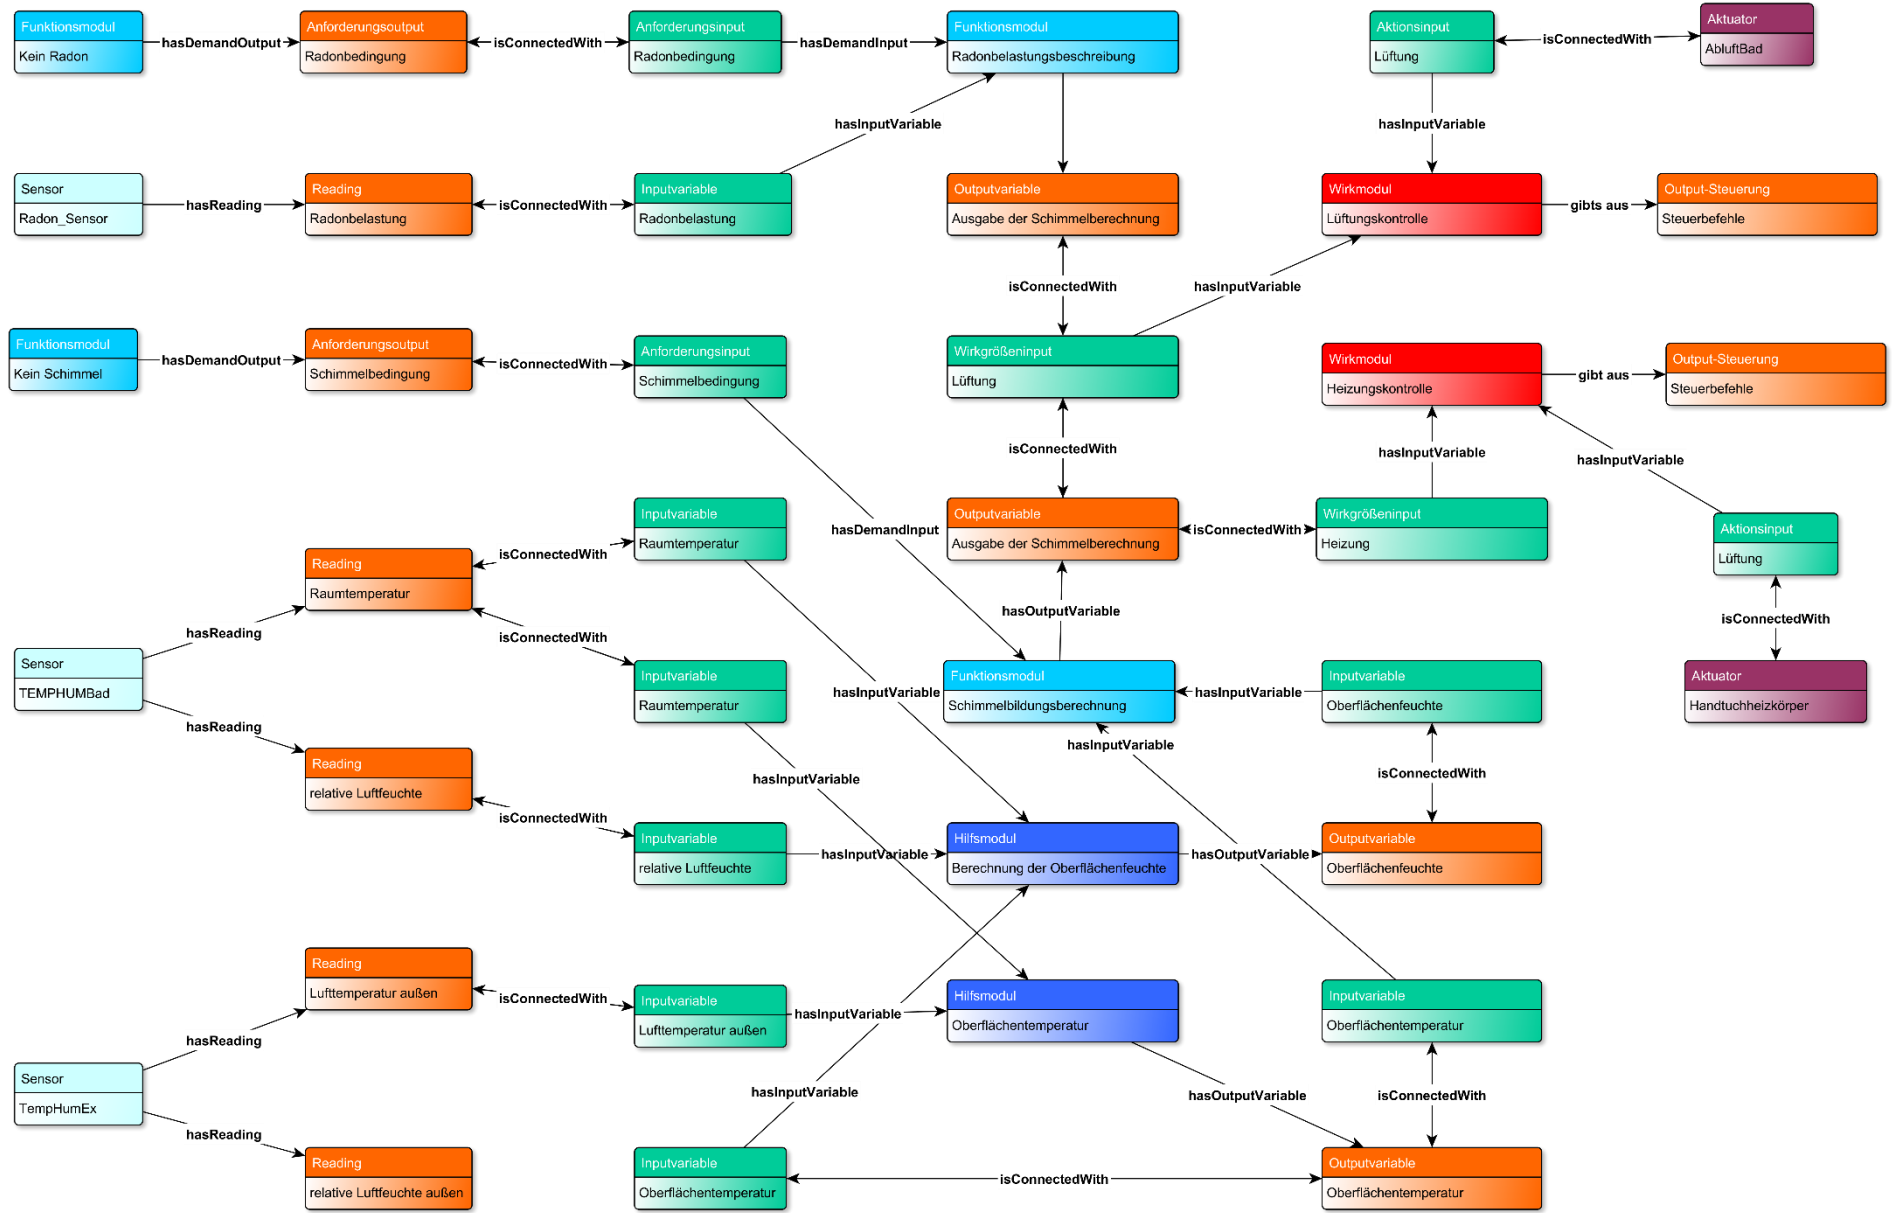 Funktionsmodul
Kein Radon
hasDemandOutput
Anforderungsoutput
Radonbedingung
isConnectedWith
Anforderungsinput
Radonbedingung
hasDemandInput
Funktionsmodul
Radonbelastungsbeschreibung
Aktionsinput
Lüftung
isConnectedWith
Aktuator
AbluftBad
hasInputVariable
hasInputVariable
Sensor
Radon_Sensor
hasReading
Reading
Radonbelastung
isConnectedWith
Inputvariable
Radonbelastung
Outputvariable
Ausgabe der Schimmelberechnung
Wirkmodul
Lüftungskontrolle
gibts aus
Output-Steuerung
Steuerbefehle
isConnectedWith
hasInputVariable
Funktionsmodul
Kein Schimmel
hasDemandOutput
Anforderungsoutput
Schimmelbedingung
isConnectedWith
Anforderungsinput
Schimmelbedingung
Wirkgrößeninput
Lüftung
Wirkmodul
Heizungskontrolle
gibt aus
Output-Steuerung
Steuerbefehle
isConnectedWith
hasInputVariable
hasInputVariable
Inputvariable
Raumtemperatur
hasDemandInput
Outputvariable
Ausgabe der Schimmelberechnung
isConnectedWith
Wirkgrößeninput
Heizung
Aktionsinput
Lüftung
Reading
Raumtemperatur
isConnectedWith
hasReading
isConnectedWith
hasOutputVariable
isConnectedWith
Sensor
TEMPHUMBad
Inputvariable
Raumtemperatur
hasInputVariable
Funktionsmodul
Schimmelbildungsberechnung
hasInputVariable
Inputvariable
Oberflächenfeuchte
Aktuator
Handtuchheizkörper
hasReading
hasInputVariable
hasInputVariable
isConnectedWith
Reading
relative Luftfeuchte
isConnectedWith
Inputvariable
relative Luftfeuchte
hasInputVariable
Hilfsmodul
Berechnung der Oberflächenfeuchte
hasOutputVariable
Outputvariable
Oberflächenfeuchte
Reading
Lufttemperatur außen
isConnectedWith
Inputvariable
Lufttemperatur außen
hasInputVariable
Hilfsmodul
Oberflächentemperatur
Inputvariable
Oberflächentemperatur
hasReading
Sensor
TempHumEx
hasInputVariable
hasOutputVariable
isConnectedWith
hasReading
Reading
relative Luftfeuchte außen
Inputvariable
Oberflächentemperatur
isConnectedWith
Outputvariable
Oberflächentemperatur